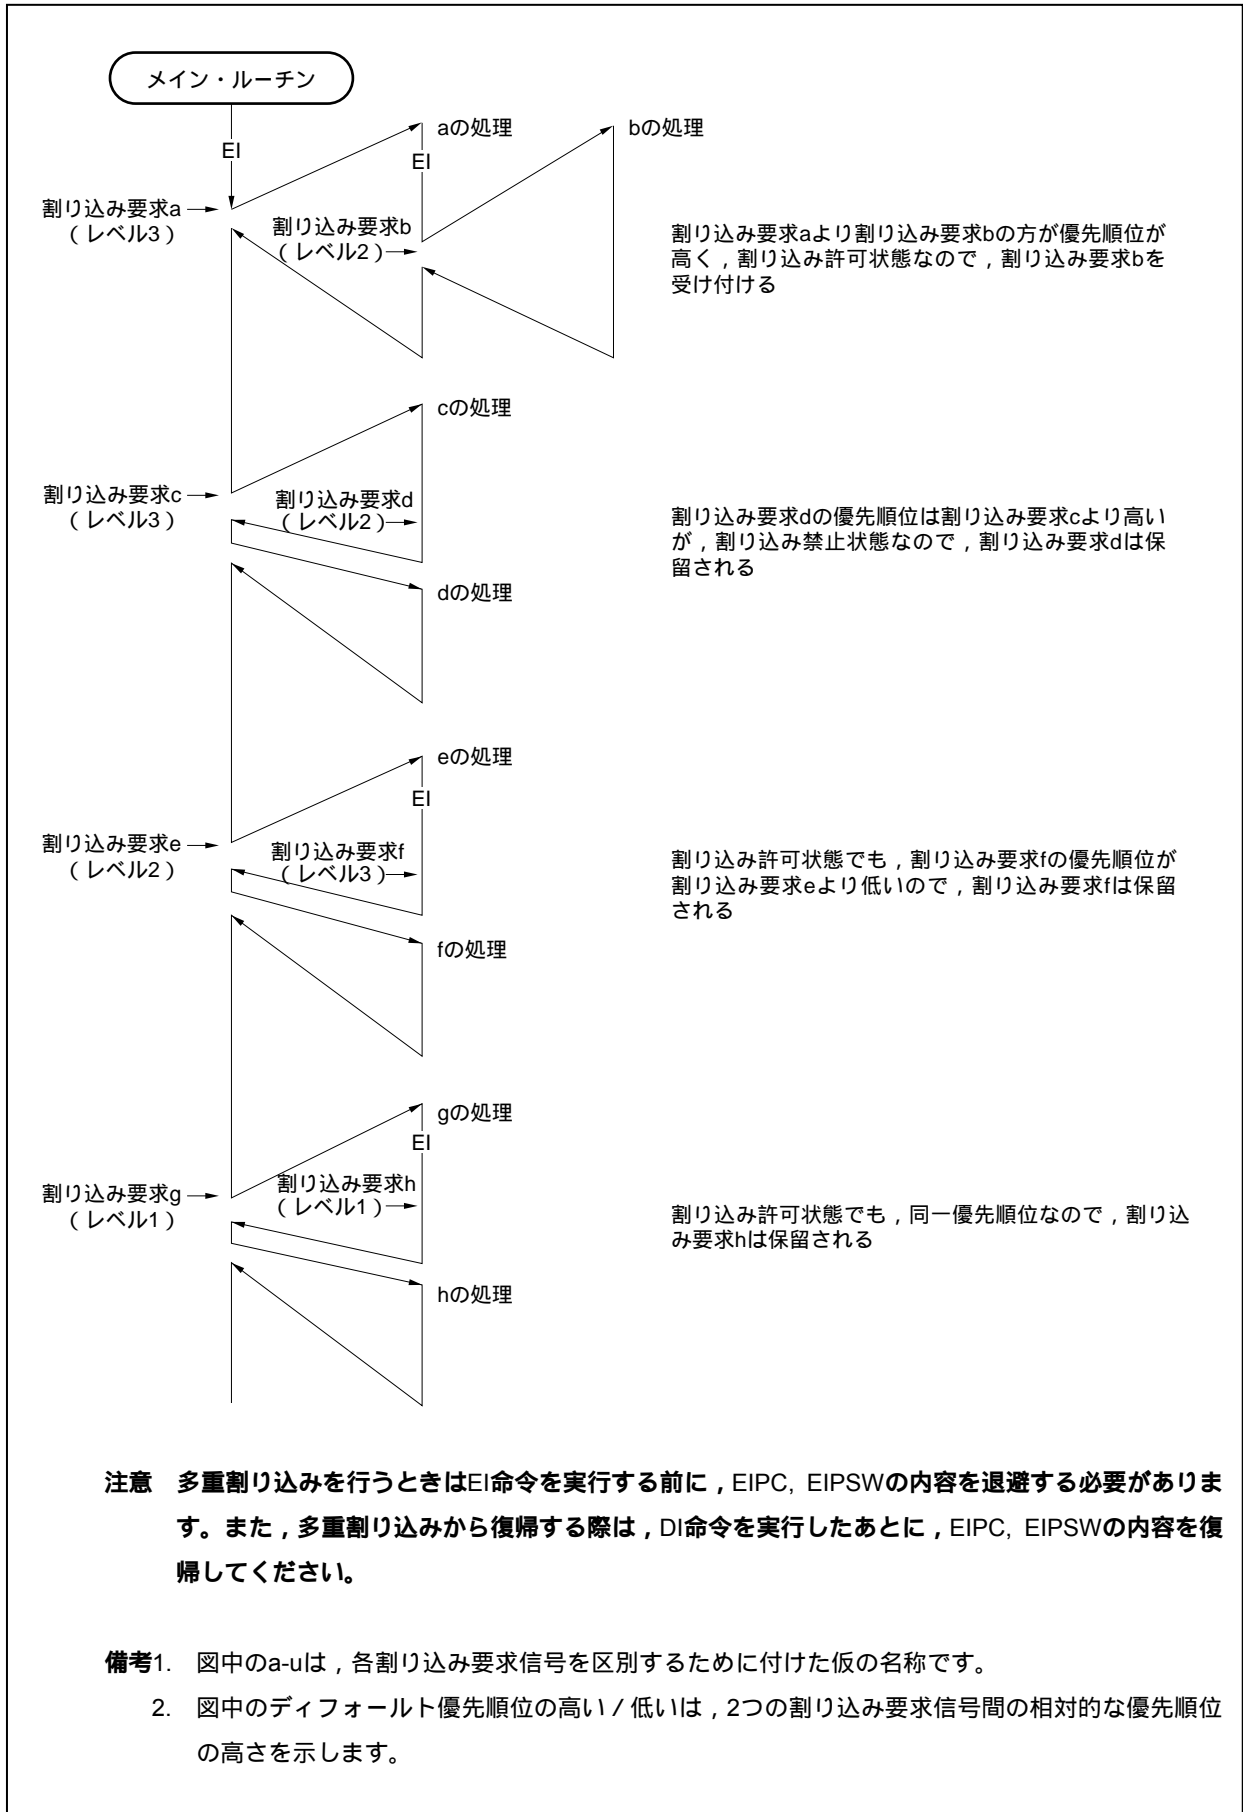 メイン・ルーチン
EI
aの処理
EI
bの処理
割り込み要求a
（レベル3）
割り込み要求b
（レベル2）
割り込み要求aより割り込み要求bの方が優先順位が
高く，割り込み許可状態なので，割り込み要求bを
受け付ける
cの処理
割り込み要求c
（レベル3）
割り込み要求d
（レベル2）
割り込み要求dの優先順位は割り込み要求cより高い
が，割り込み禁止状態なので，割り込み要求dは保
留される
dの処理
eの処理
EI
割り込み要求e
（レベル2）
割り込み要求f
（レベル3）
割り込み許可状態でも，割り込み要求fの優先順位が
割り込み要求eより低いので，割り込み要求fは保留
される
fの処理
gの処理
EI
割り込み要求g
（レベル1）
割り込み要求h
（レベル1）
割り込み許可状態でも，同一優先順位なので，割り込
み要求hは保留される
hの処理
注意 多重割り込みを行うときはEI命令を実行する前に，EIPC, EIPSWの内容を退避する必要がありま
す。また，多重割り込みから復帰する際は，DI命令を実行したあとに，EIPC, EIPSWの内容を復
帰してください。
備考1. 図中のa-uは，各割り込み要求信号を区別するために付けた仮の名称です。
2. 図中のディフォールト優先順位の高い／低いは，2つの割り込み要求信号間の相対的な優先順位
の高さを示します。